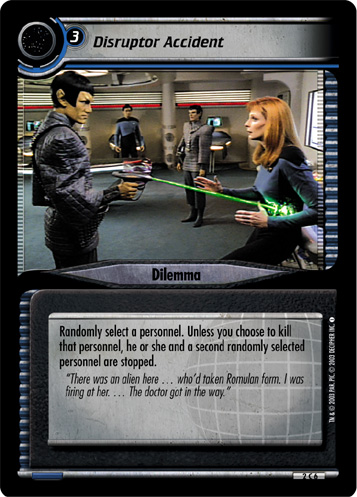 3 Disruptor Accident
Dilemma
Randomly select a personnel. Unless you choose to kill
that personnel, he or she and a second randomly selected
personnel are stopped.
“There was an alien here … who'd taken Romulan form. I was
firing at her. … The doctor got in the way.”
TM & © 2003 PAR. PIC. © 2003 DECIPHER INC.
2 C 6